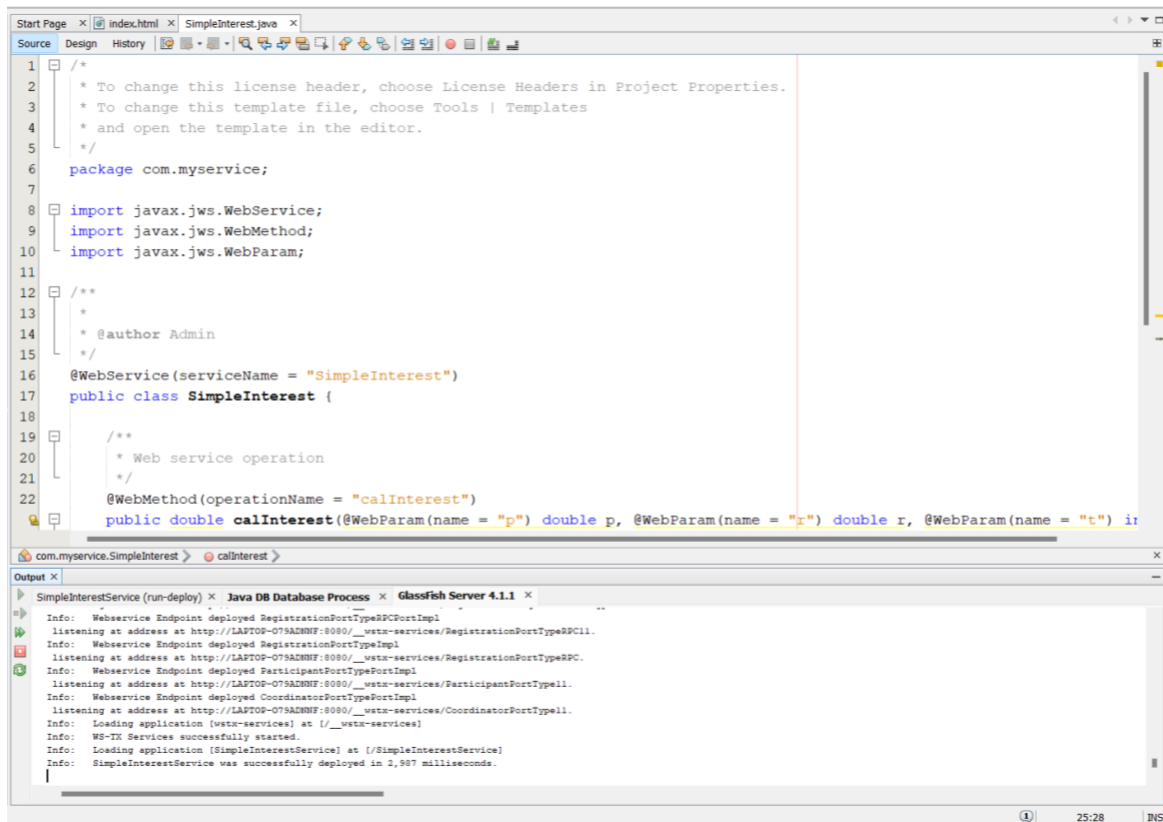 Start Page index.html SimpleInterest.java
Source Design History
1 /*
2 * To change this license header, choose License Headers in Project Properties.
3 * To change this template file, choose Tools | Templates
4 * and open the template in the editor.
5 */
6 package com.myservice;
7
8 import javax.jws.WebService;
9 import javax.jws.WebMethod;
10 import javax.jws.WebParam;
11
12 /**
13 *
14 * @author Admin
15 */
16 @WebService(serviceName = "SimpleInterest")
17 public class SimpleInterest {
18
19 /**
20 * Web service operation
21 */
22 @WebMethod(operationName = "calInterest")
public double calInterest(@WebParam(name = "p") double p, @WebParam(name = "r") double r, @WebParam(name = "t") in
com.myservice.SimpleInterest calInterest
Output
SimpleInterestService (run-deploy) Java DB Database Process GlassFish Server 4.1.1
Info: Webservice Endpoint deployed RegistrationPortTypeRPCPortImpl
listening at address at http://LAPTOP-O79ADNNF:8080/__wstx-services/RegistrationPortTypeRPC11.
Info: Webservice Endpoint deployed RegistrationPortTypeImpl
listening at address at http://LAPTOP-O79ADNNF:8080/__wstx-services/RegistrationPortTypeRPC.
Info: Webservice Endpoint deployed ParticipantPortTypePortImpl
listening at address at http://LAPTOP-O79ADNNF:8080/__wstx-services/ParticipantPortType11.
Info: Webservice Endpoint deployed CoordinatorPortTypePortImpl
listening at address at http://LAPTOP-O79ADNNF:8080/__wstx-services/CoordinatorPortType11.
Info: Loading application [wstx-services] at [/__wstx-services]
Info: WS-TX Services successfully started.
Info: Loading application [SimpleInterestService] at [/SimpleInterestService]
Info: SimpleInterestService was successfully deployed in 2,987 milliseconds.
1 25:28 INS